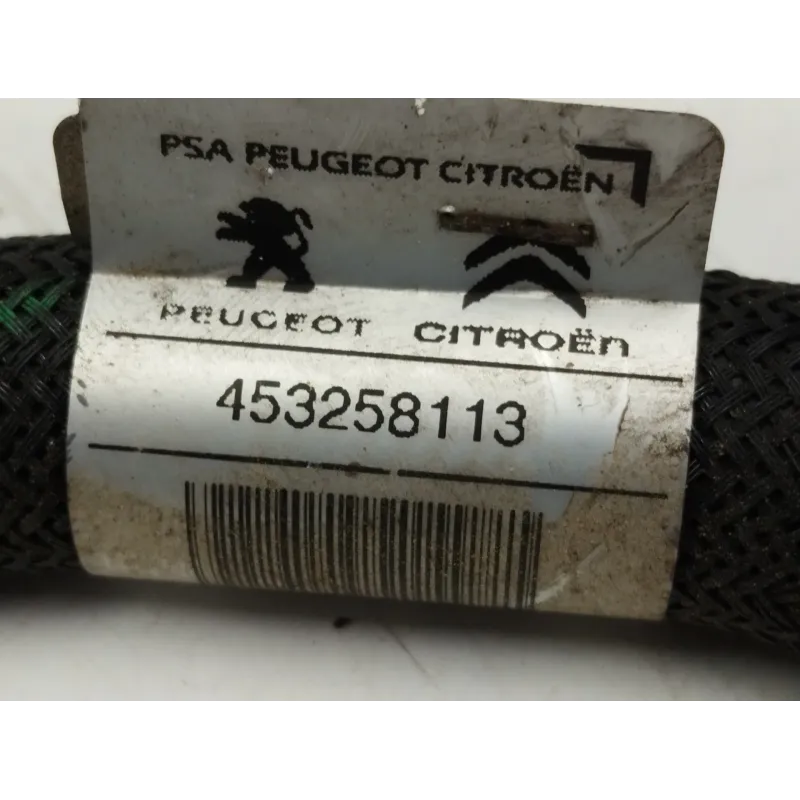 PSA PEUGEOT CITROËN
PEUGEOT CITROËn
453258113